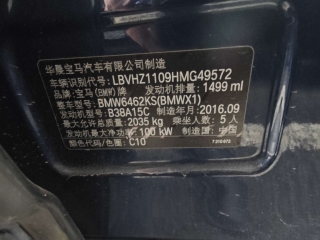 华晨宝马汽车有限公司制造
车辆识别代号: LBVHZ1109HMG49572
品牌: 宝马(BMW)牌 发动机排量: 1499 ml
整车型号: BMW6462KS(BMWX1)
发动机型号: B38A15C 制造年月: 2016.09
最大允许总质量: 2035 kg 乘坐人数: 5 人
发动机最大净功率: 100 kW 制造国: 中国
颜色代码/色圈: C10